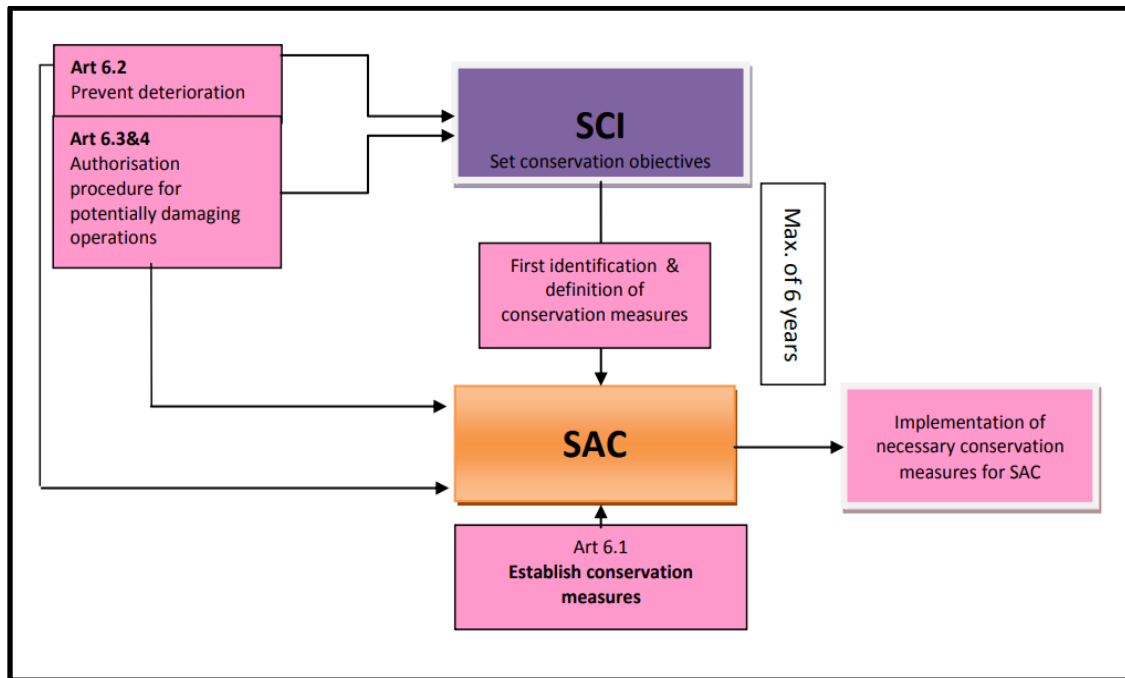 Art 6.2
Prevent deterioration
Art 6.3&4
Authorisation
procedure for
potentially damaging
operations
SCI
Set conservation objectives
First identification & 
definition of
conservation measures
Max. of 6 years
SAC
Implementation of
necessary conservation
measures for SAC
Art 6.1
Establish conservation
measures